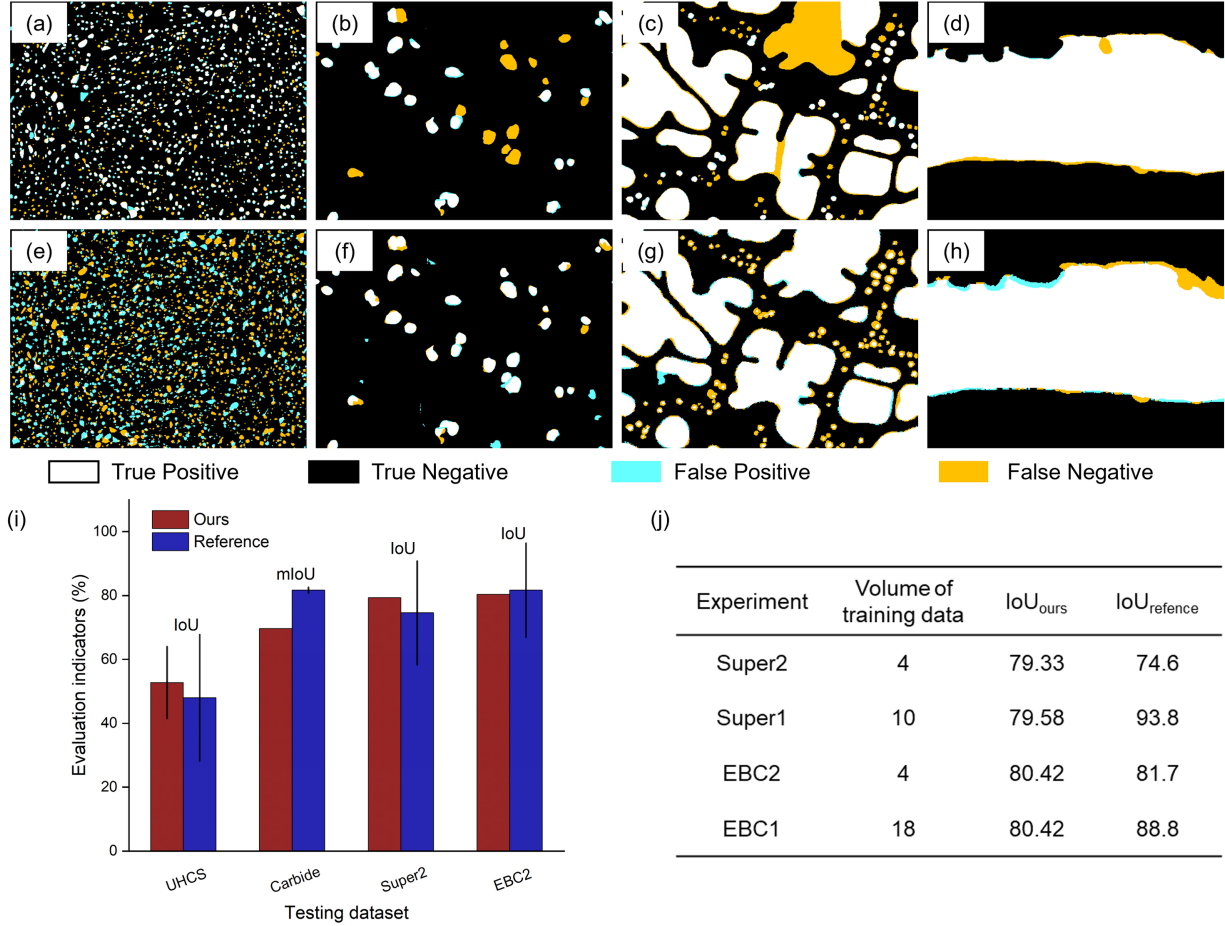 (a)
(b)
(c)
(d)
(e)
(f)
(g)
(h)
True Positive
True Negative
False Positive
False Negative
(i)
Ours
Reference
IoU
mIoU
IoU
IoU
Evaluation indicators (%)
100
80
60
40
20
0
UHCS
Carbide
Super2
EBC2
Testing dataset
(j)
Experiment Volume of training data IoUours IoUrefence
Super2 4 79.33 74.6
Super1 10 79.58 93.8
EBC2 4 80.42 81.7
EBC1 18 80.42 88.8